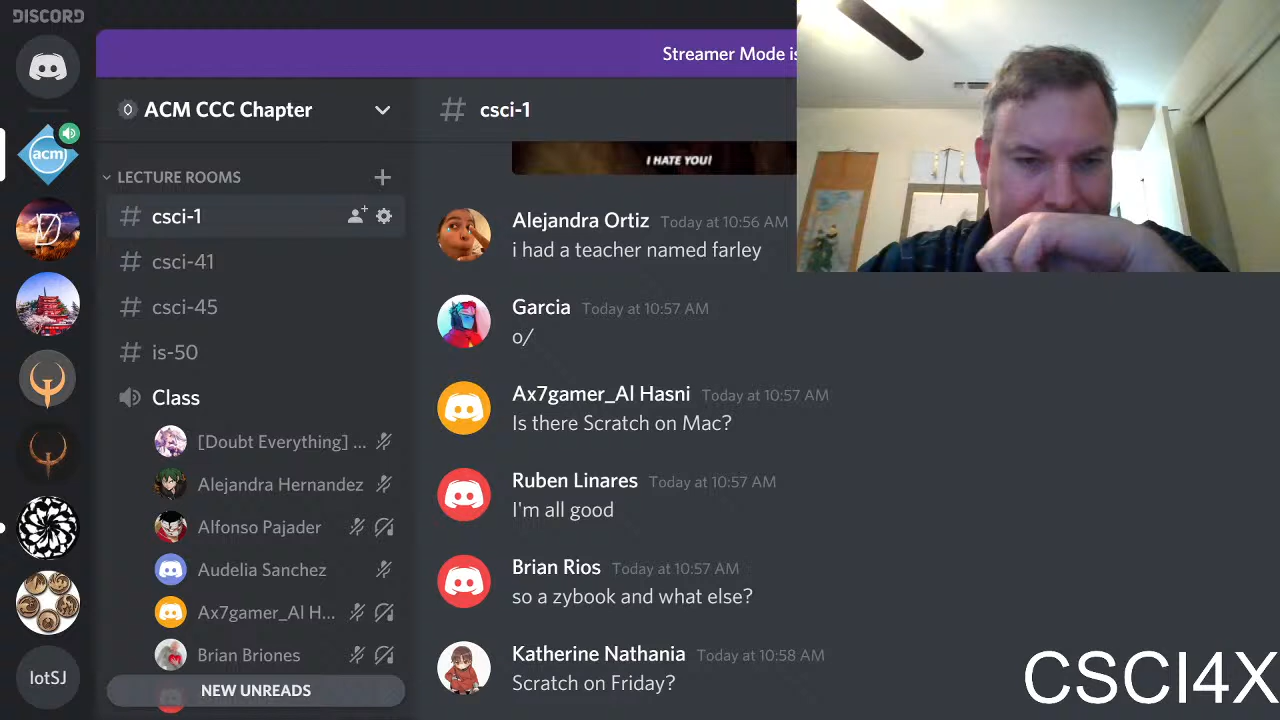 DISCORD
Streamer Mode is
acm
IotSJ
ACM CCC Chapter
LECTURE ROOMS
csci-1
csci-41
csci-45
is-50
Class
[Doubt Everything] ...
Alejandra Hernandez
Alfonso Pajader
Audelia Sanchez
Ax7gamer_Al H...
Brian Briones
NEW UNREADS
# csci-1
I HATE YOU!
Alejandra Ortiz Today at 10:56 AM
i had a teacher named farley
Garcia Today at 10:57 AM
o/
Ax7gamer_Al Hasni Today at 10:57 AM
Is there Scratch on Mac?
Ruben Linares Today at 10:57 AM
I'm all good
Brian Rios Today at 10:57 AM
so a zybook and what else?
Katherine Nathania Today at 10:58 AM
Scratch on Friday?
CSCI4X